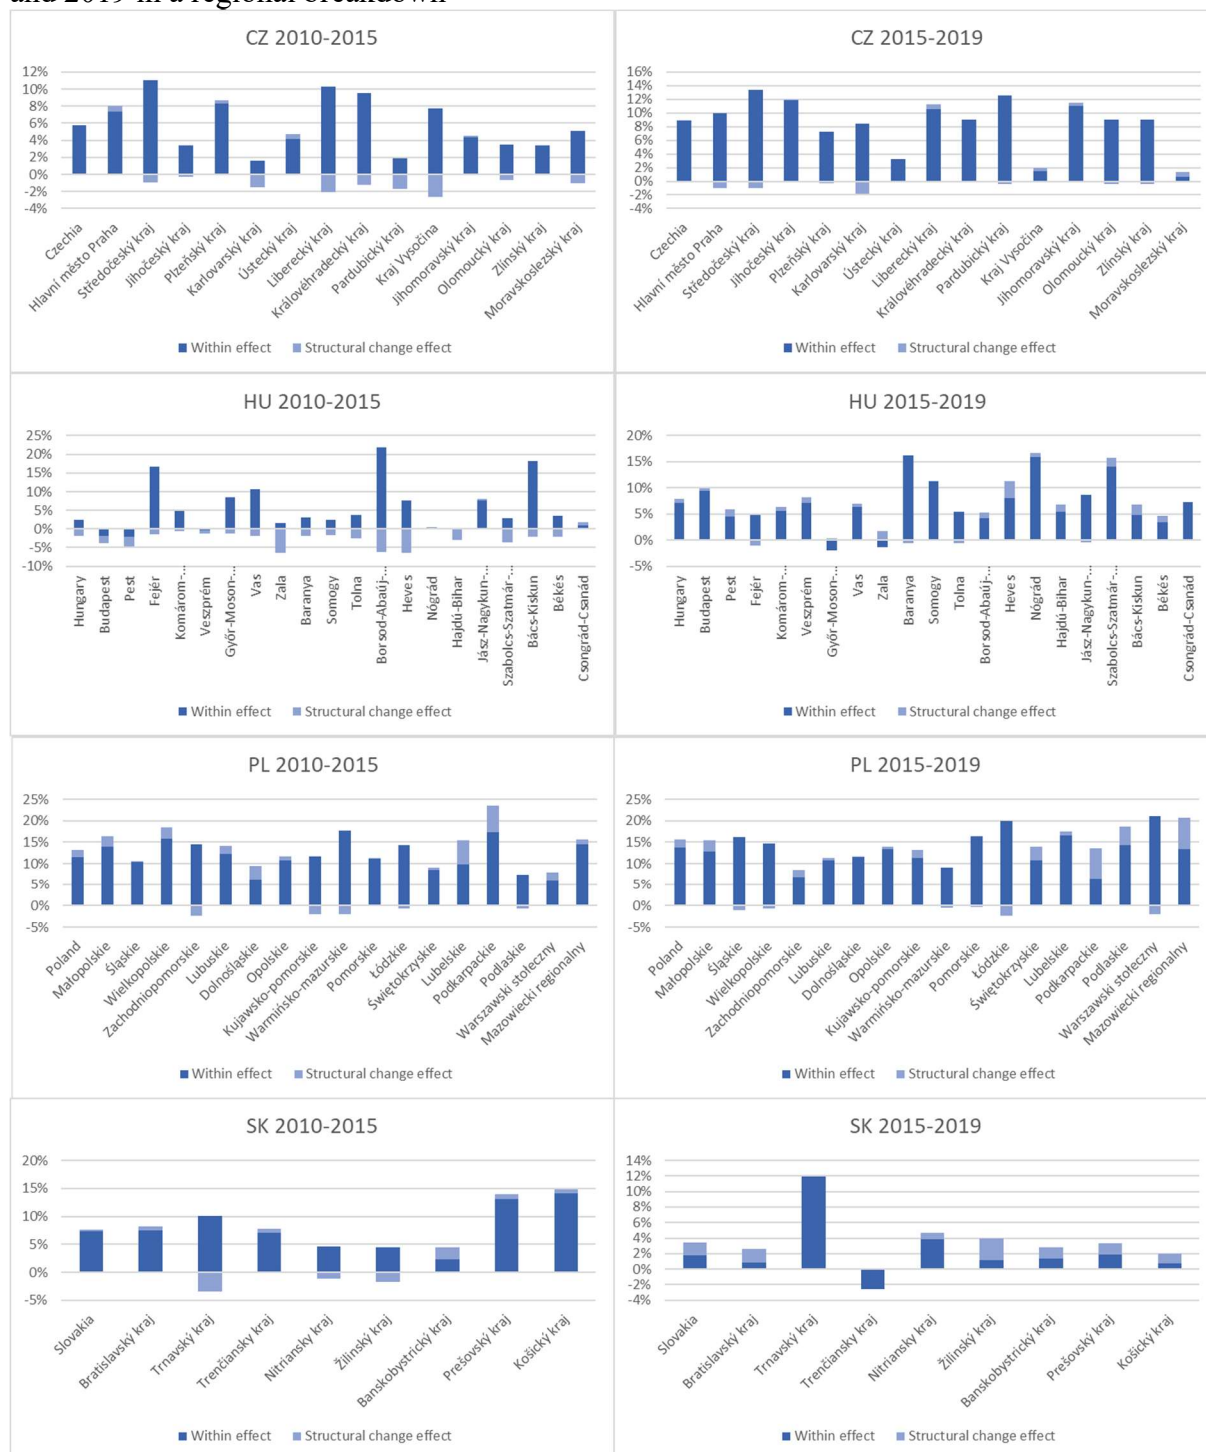 and 2019 in a regional breakdown
CZ 2010-2015
12%
10%
8%
6%
4%
2%
0%
-2%
-4%
Czechia
Hlavní město Praha
Středočeský kraj
Jihočeský kraj
Plzeňský kraj
Karlovarský kraj
Ústecký kraj
Liberecký kraj
Královéhradecký kraj
Pardubický kraj
Kraj Vysočina
Jihomoravský kraj
Olomoucký kraj
Zlínský kraj
Moravskoslezský kraj
Within effect Structural change effect
CZ 2015-2019
16%
14%
12%
10%
8%
6%
4%
2%
0%
-2%
-4%
Czechia
Hlavní město Praha
Středočeský kraj
Jihočeský kraj
Plzeňský kraj
Karlovarský kraj
Ústecký kraj
Liberecký kraj
Královéhradecký kraj
Pardubický kraj
Kraj Vysočina
Jihomoravský kraj
Olomoucký kraj
Zlínský kraj
Moravskoslezský kraj
Within effect Structural change effect
HU 2010-2015
25%
20%
15%
10%
5%
0%
-5%
-10%
Hungary
Budapest
Pest
Fejér
Komárom-...
Veszprém
Győr-Moson-...
Vas
Zala
Baranya
Somogy
Tolna
Borsod-Abaúj-...
Heves
Nógrád
Hajdú-Bihar
Jász-Nagykun-...
Szabolcs-Szatmár-...
Bács-Kiskun
Békés
Csongrád-Csanád
Within effect Structural change effect
HU 2015-2019
20%
15%
10%
5%
0%
-5%
Hungary
Budapest
Pest
Fejér
Komárom-...
Veszprém
Győr-Moson-...
Vas
Zala
Baranya
Somogy
Tolna
Borsod-Abaúj-...
Heves
Nógrád
Hajdú-Bihar
Jász-Nagykun-...
Szabolcs-Szatmár-...
Bács-Kiskun
Békés
Csongrád-Csanád
Within effect Structural change effect
PL 2010-2015
25%
20%
15%
10%
5%
0%
-5%
Poland
Małopolskie
Śląskie
Wielkopolskie
Zachodniopomorskie
Lubuskie
Dolnośląskie
Opolskie
Kujawsko-pomorskie
Warmińsko-mazurskie
Pomorskie
Łódzkie
Świętokrzyskie
Lubelskie
Podkarpackie
Podlaskie
Warszawski stołeczny
Mazowiecki regionalny
Within effect Structural change effect
PL 2015-2019
25%
20%
15%
10%
5%
0%
-5%
Poland
Małopolskie
Śląskie
Wielkopolskie
Zachodniopomorskie
Lubuskie
Dolnośląskie
Opolskie
Kujawsko-pomorskie
Warmińsko-mazurskie
Pomorskie
Łódzkie
Świętokrzyskie
Lubelskie
Podkarpackie
Podlaskie
Warszawski stołeczny
Mazowiecki regionalny
Within effect Structural change effect
SK 2010-2015
20%
15%
10%
5%
0%
-5%
Slovakia
Bratislavský kraj
Trnavský kraj
Trenčiansky kraj
Nitriansky kraj
Žilinský kraj
Banskobystrický kraj
Prešovský kraj
Košický kraj
Within effect Structural change effect
SK 2015-2019
14%
12%
10%
8%
6%
4%
2%
0%
-2%
-4%
Slovakia
Bratislavský kraj
Trnavský kraj
Trenčiansky kraj
Nitriansky kraj
Žilinský kraj
Banskobystrický kraj
Prešovský kraj
Košický kraj
Within effect Structural change effect